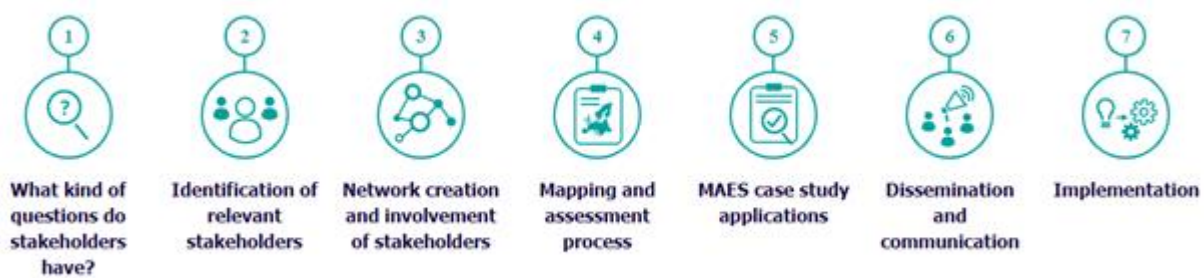 1
2
3
4
5
6
7
?
What kind of
questions do
stakeholders
have?
Identification of
relevant
stakeholders
Network creation
and involvement
of stakeholders
Mapping and
assessment
process
MAES case study
applications
Dissemination
and
communication
Implementation